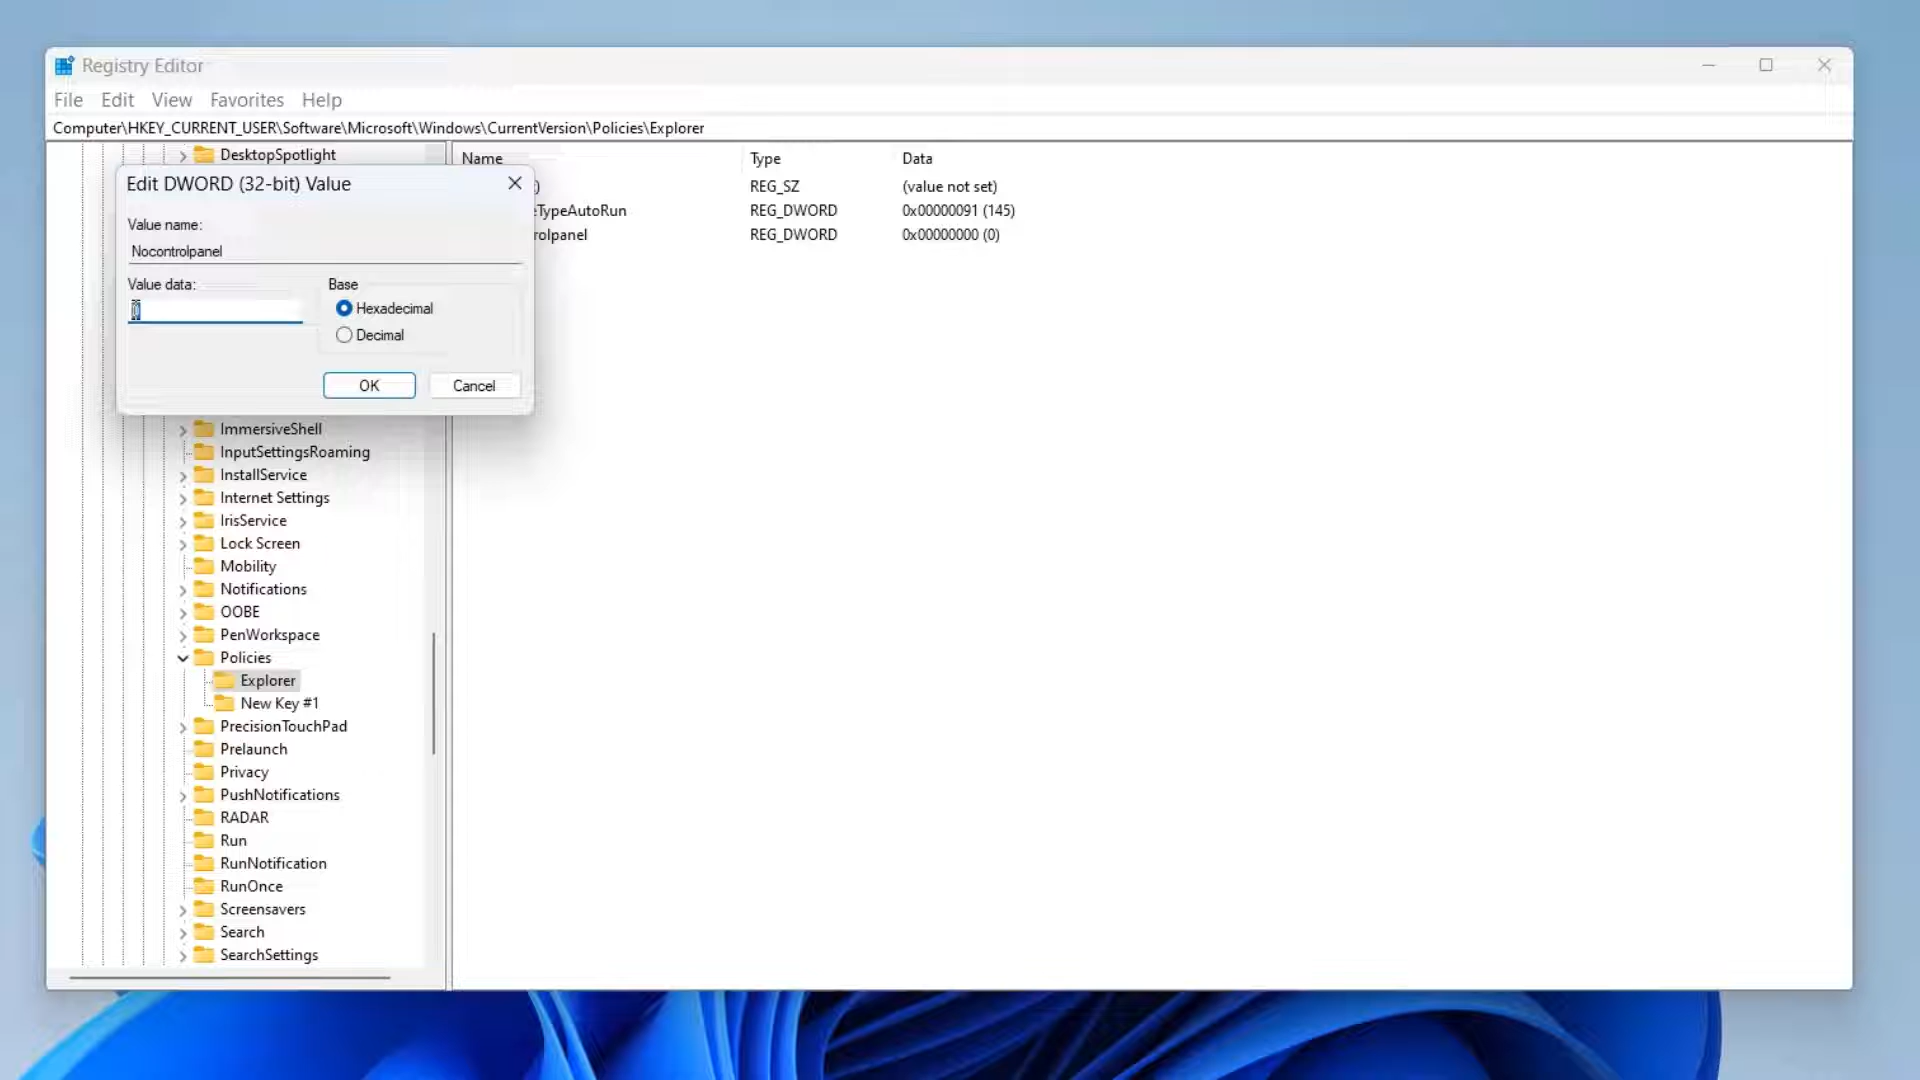 Registry Editor
File Edit View Favorites Help
Computer\HKEY_CURRENT_USER\Software\Microsoft\Windows\CurrentVersion\Policies\Explorer
DesktopSpotlight
Name Type Data
Edit DWORD (32-bit) Value
) REG_SZ (value not set)
eTypeAutoRun REG_DWORD 0x00000091 (145)
rolpanel REG_DWORD 0x00000000 (0)
Value name:
Nocontrolpanel
Value data:
0
Base
Hexadecimal
Decimal
OK Cancel
ImmersiveShell
InputSettingsRoaming
InstallService
Internet Settings
IrisService
Lock Screen
Mobility
Notifications
OOBE
PenWorkspace
Policies
Explorer
New Key #1
PrecisionTouchPad
Prelaunch
Privacy
PushNotifications
RADAR
Run
RunNotification
RunOnce
Screensavers
Search
SearchSettings